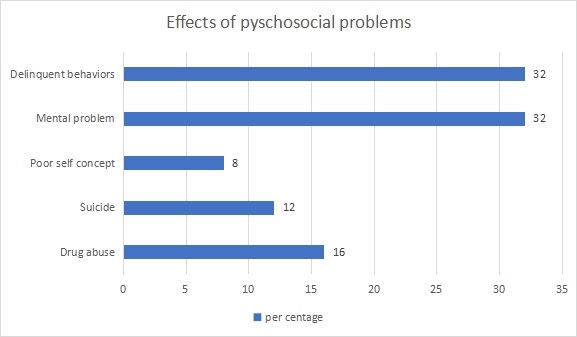 Effects of pyschosocial problems
Delinquent behaviors 32
Mental problem 32
Poor self concept 8
Suicide 12
Drug abuse 16
0 5 10 15 20 25 30 35
per centage